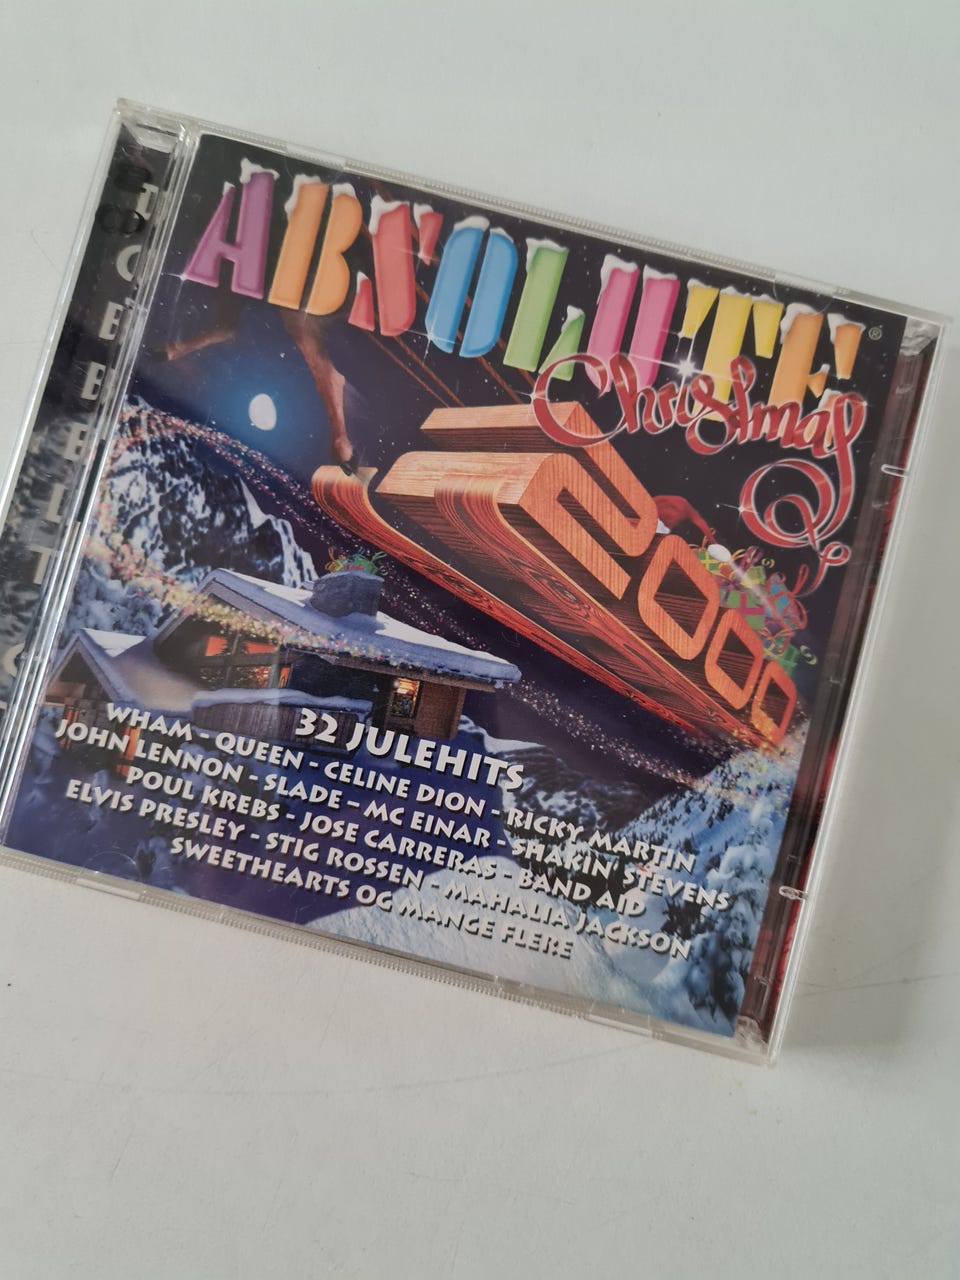 ABSOLUTE®
Christmas
2000
32 JULEHITS
WHAM - QUEEN - CELINE DION - RICKY MARTIN
JOHN LENNON - SLADE - MC EINAR - SHAKIN' STEVENS
POUL KREBS - JOSE CARRERAS - BAND AID
ELVIS PRESLEY - STIG ROSSEN - MAHALIA JACKSON
SWEETHEARTS OG MANGE FLERE